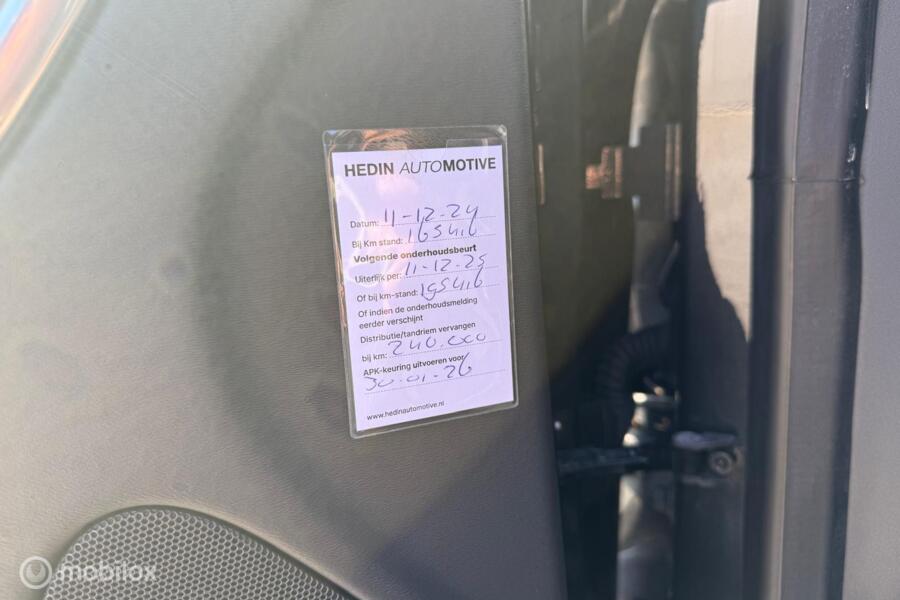 HEDIN AUTOMOTIVE
Datum: 11-12-24
Bij Km stand: 165416
Volgende onderhoudsbeurt
Uiterlijk per: 11-12-25
Of bij km-stand: 195416
Of indien de onderhoudsmelding
eerder verschijnt
Distributie/tandriem vervangen
bij km: 240.000
APK-keuring uitvoeren voor
30-01-26
www.hedinautomotive.nl
mobilox